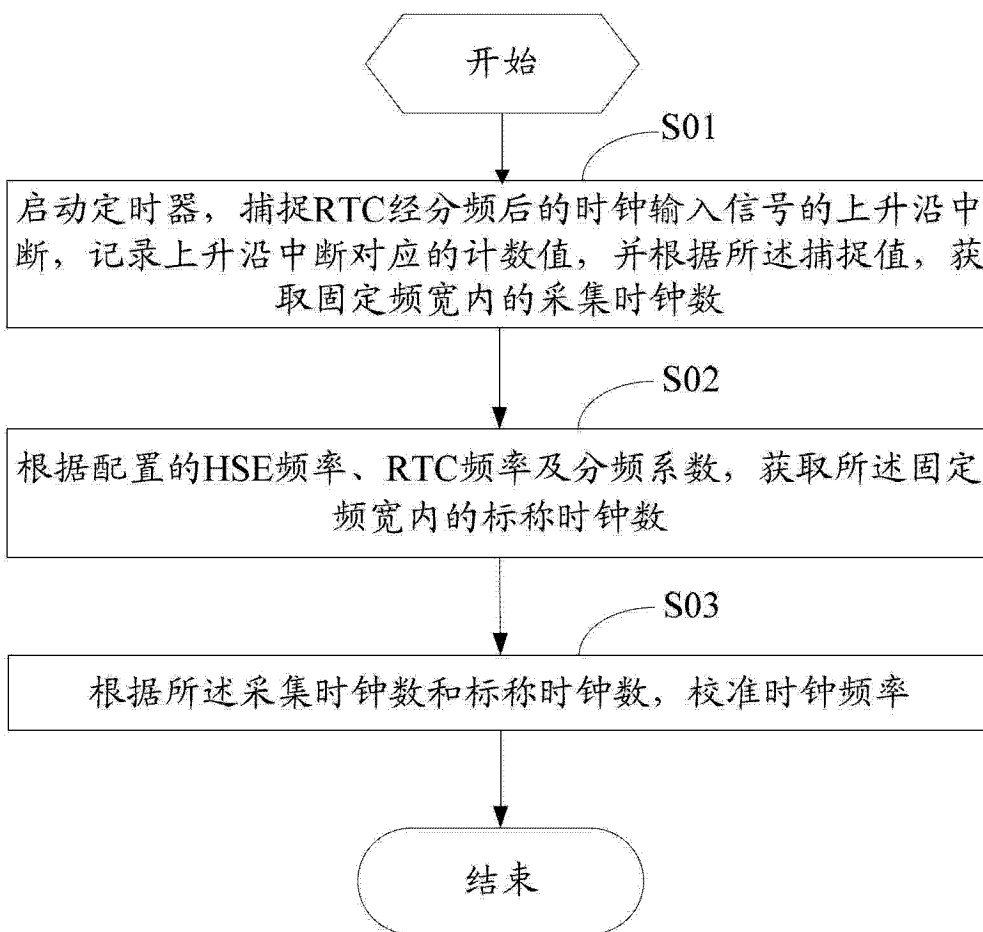 开始
S01
启动定时器，捕捉RTC经分频后的时钟输入信号的上升沿中
断，记录上升沿中断对应的计数值，并根据所述捕捉值，获
取固定频宽内的采集时钟数
S02
根据配置的HSE频率、RTC频率及分频系数，获取所述固定
频宽内的标称时钟数
S03
根据所述采集时钟数和标称时钟数，校准时钟频率
结束